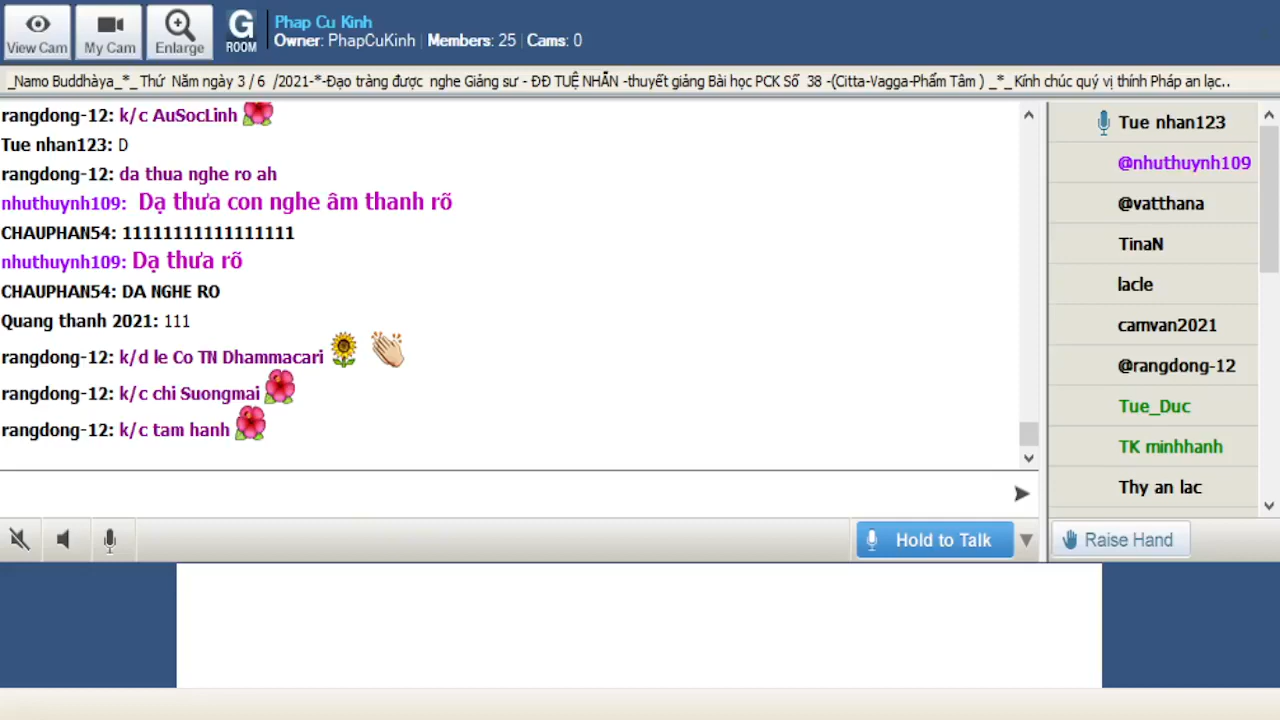 View Cam
My Cam
Enlarge
G
ROOM
Phap Cu Kinh
Owner: PhapCuKinh | Members: 25 | Cams: 0
_Namo Buddhàya_*_ Thứ Năm ngày 3 / 6 /2021-*-Đạo tràng được nghe Giảng sư - ĐĐ TUỆ NHẪN -thuyết giảng Bài học PCK Số 38 -(Citta-Vagga-Phẩm Tâm ) _*_ Kính chúc quý vị thính Pháp an lạc..
rangdong-12: k/c AuSocLinh
Tue nhan123: D
rangdong-12: da thua nghe ro ah
nhuthuynh109: Dạ thưa con nghe âm thanh rõ
CHAUPHAN54: 11111111111111111
nhuthuynh109: Dạ thưa rõ
CHAUPHAN54: DA NGHE RO
Quang thanh 2021: 111
rangdong-12: k/d le Co TN Dhammacari
rangdong-12: k/c chi Suongmai
rangdong-12: k/c tam hanh
Tue nhan123
@nhuthuynh109
@vatthana
TinaN
lacle
camvan2021
@rangdong-12
Tue_Duc
TK minhhanh
Thy an lac
Hold to Talk
Raise Hand